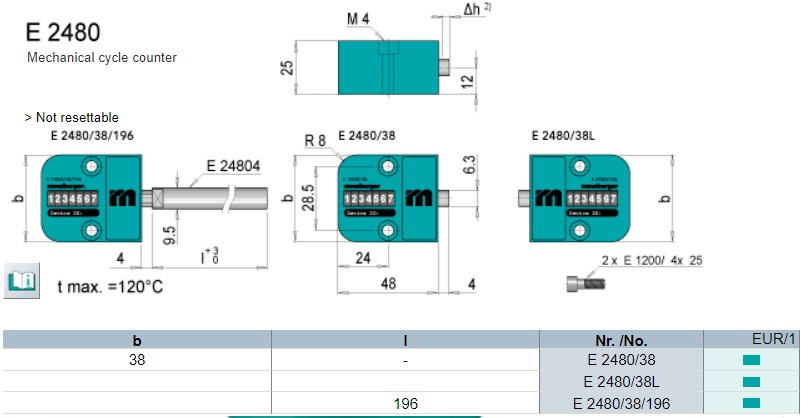 E 2480
Mechanical cycle counter
> Not resettable
M 4
Δh 2)
25
12
E 2480/38/196
E 2480/38
E 2480/38L
R 8
E 24804
6.3
b
9.5
4
l +3 0
b
28.5
24
48
4
b
1234567
Device ID:
1234567
Device ID:
1234567
Device ID:
2 x E 1200/ 4x 25
t max. =120°C
b l Nr. /No. EUR/1
38 - E 2480/38
E 2480/38L
196 E 2480/38/196